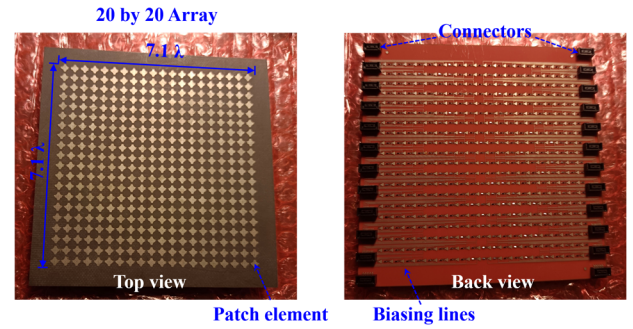 20 by 20 Array
7.1 λ
7.1 λ
Top view
Patch element
Connectors
Back view
Biasing lines